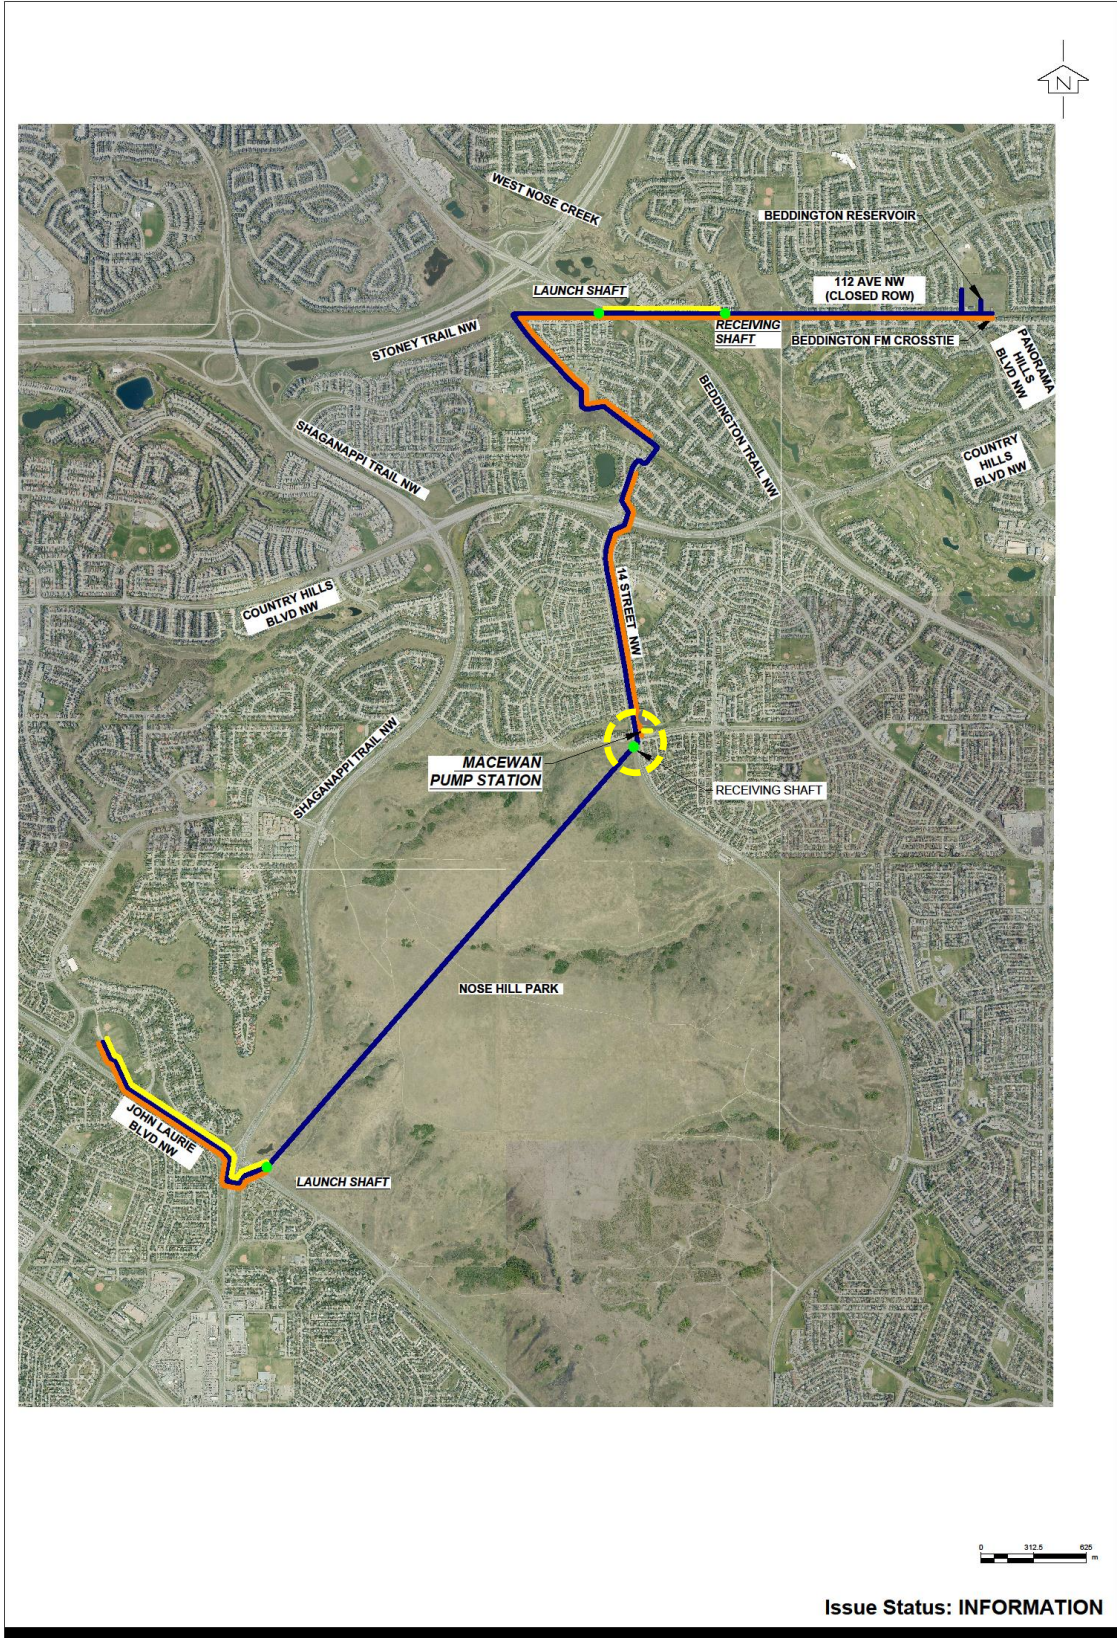 N
WEST NOSE CREEK
BEDDINGTON RESERVOIR
112 AVE NW
(CLOSED ROW)
LAUNCH SHAFT
RECEIVING
SHAFT
BEDDINGTON FM CROSSTIE
STONEY TRAIL NW
PANORAMA
HILLS
BLVD NW
BEDDINGTON TRAIL NW
SHAGANAPPI TRAIL NW
COUNTRY
HILLS
BLVD NW
COUNTRY HILLS
BLVD NW
14 STREET NW
SHAGANAPPI TRAIL NW
MACEWAN
PUMP STATION
RECEIVING SHAFT
NOSE HILL PARK
JOHN LAURIE
BLVD NW
LAUNCH SHAFT
0 312.5 625
m
Issue Status: INFORMATION